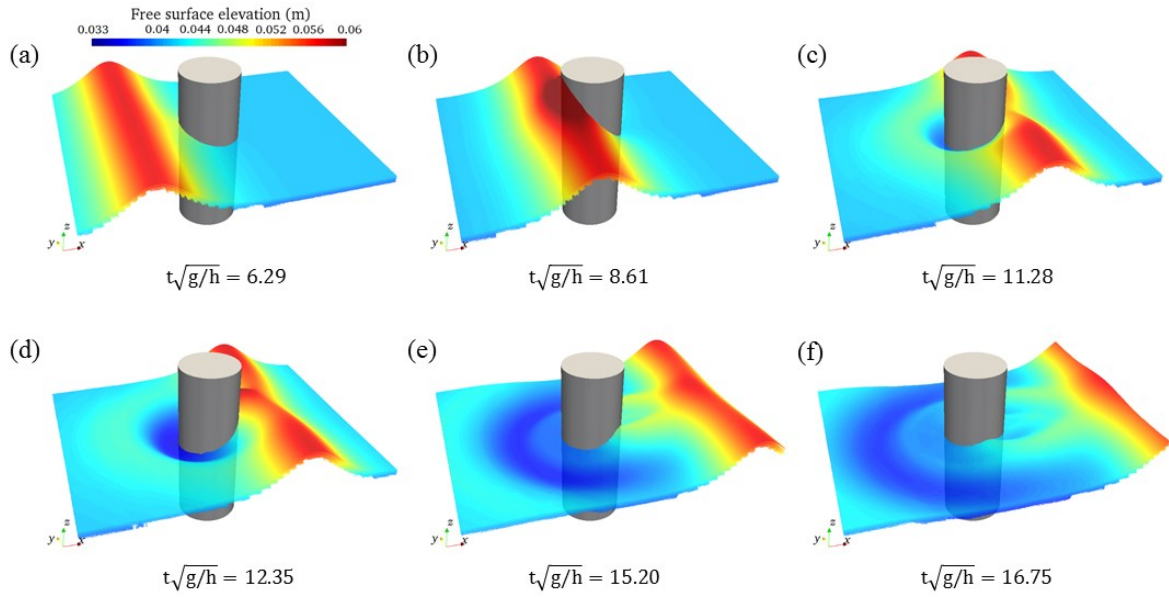 Free surface elevation (m)
0.033 0.04 0.044 0.048 0.052 0.056 0.06
(a) (b) (c)
z y x z y x z y x
t√g/h = 6.29 t√g/h = 8.61 t√g/h = 11.28
(d) (e) (f)
z y x z y x z y x
t√g/h = 12.35 t√g/h = 15.20 t√g/h = 16.75